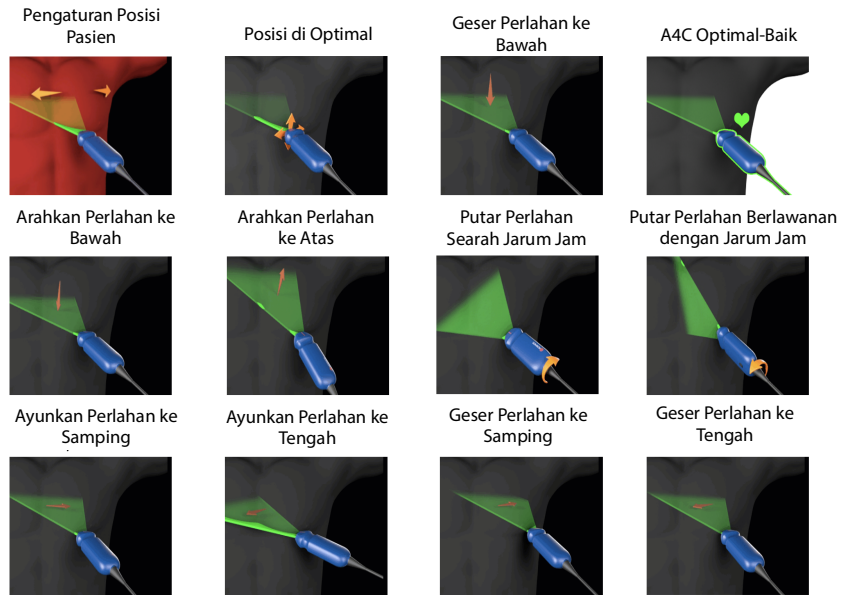 Pengaturan Posisi
Pasien
Posisi di Optimal
Geser Perlahan ke
Bawah
A4C Optimal-Baik
Arahkan Perlahan ke
Bawah
Arahkan Perlahan
ke Atas
Putar Perlahan
Searah Jarum Jam
Putar Perlahan Berlawanan
dengan Jarum Jam
Ayunkan Perlahan ke
Samping
Ayunkan Perlahan ke
Tengah
Geser Perlahan ke
Samping
Geser Perlahan ke
Tengah